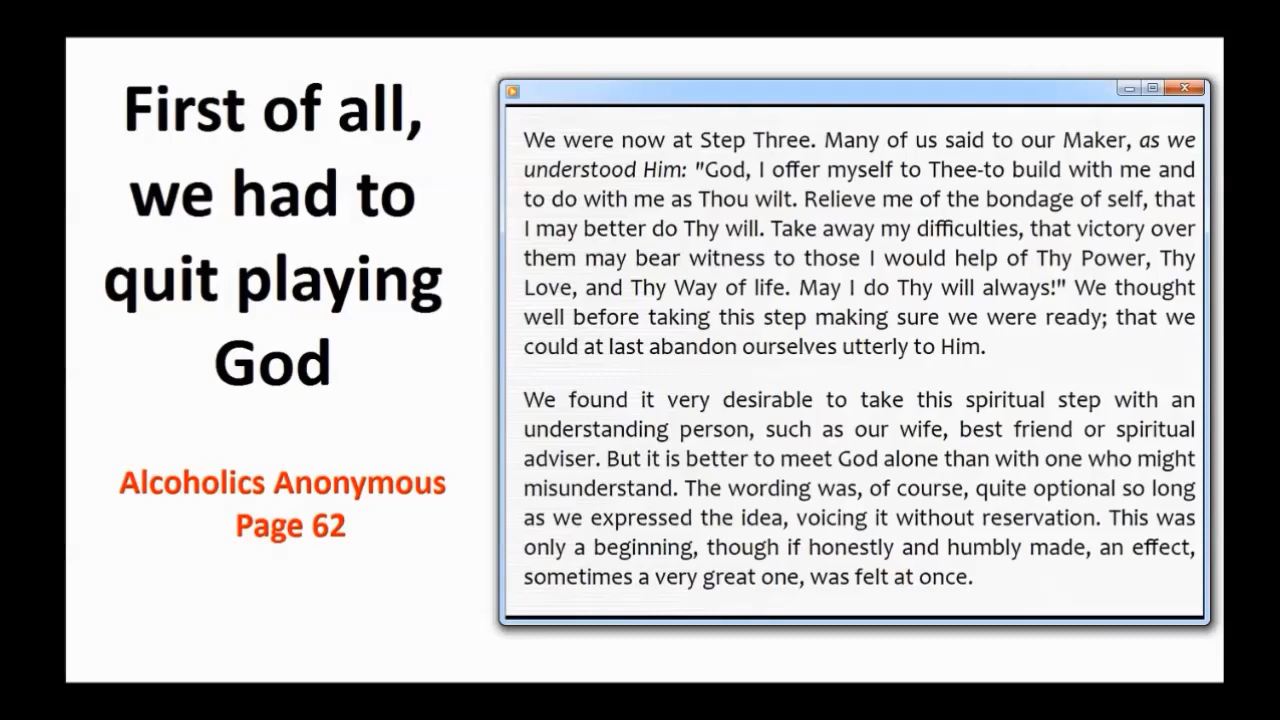 First of all,
we had to
quit playing
God
Alcoholics Anonymous
Page 62
We were now at Step Three. Many of us said to our Maker, as we
understood Him: "God, I offer myself to Thee-to build with me and
to do with me as Thou wilt. Relieve me of the bondage of self, that
I may better do Thy will. Take away my difficulties, that victory over
them may bear witness to those I would help of Thy Power, Thy
Love, and Thy Way of life. May I do Thy will always!" We thought
well before taking this step making sure we were ready; that we
could at last abandon ourselves utterly to Him.
We found it very desirable to take this spiritual step with an
understanding person, such as our wife, best friend or spiritual
adviser. But it is better to meet God alone than with one who might
misunderstand. The wording was, of course, quite optional so long
as we expressed the idea, voicing it without reservation. This was
only a beginning, though if honestly and humbly made, an effect,
sometimes a very great one, was felt at once.